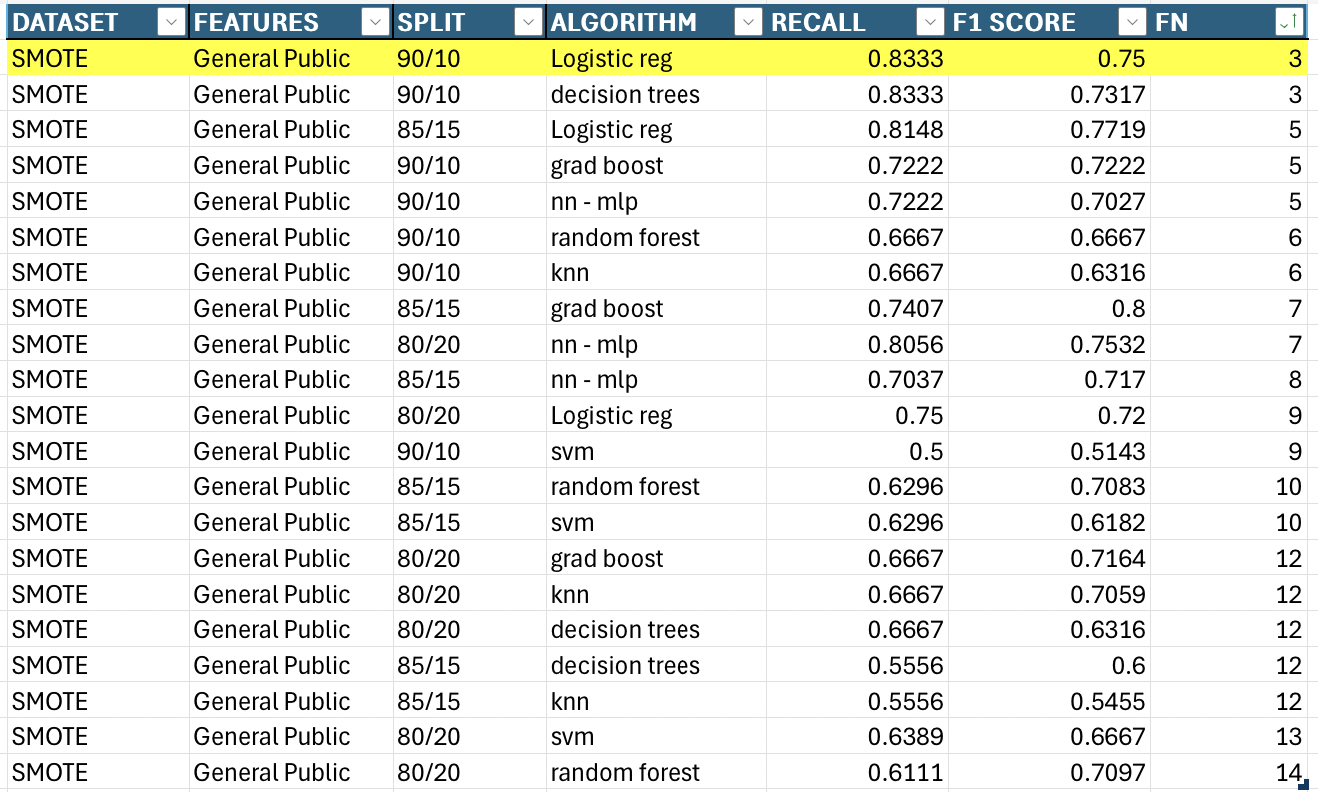 DATASET FEATURES SPLIT ALGORITHM RECALL F1 SCORE FN
SMOTE General Public 90/10 Logistic reg 0.8333 0.75 3
SMOTE General Public 90/10 decision trees 0.8333 0.7317 3
SMOTE General Public 85/15 Logistic reg 0.8148 0.7719 5
SMOTE General Public 90/10 grad boost 0.7222 0.7222 5
SMOTE General Public 90/10 nn - mlp 0.7222 0.7027 5
SMOTE General Public 90/10 random forest 0.6667 0.6667 6
SMOTE General Public 90/10 knn 0.6667 0.6316 6
SMOTE General Public 85/15 grad boost 0.7407 0.8 7
SMOTE General Public 80/20 nn - mlp 0.8056 0.7532 7
SMOTE General Public 85/15 nn - mlp 0.7037 0.717 8
SMOTE General Public 80/20 Logistic reg 0.75 0.72 9
SMOTE General Public 90/10 svm 0.5 0.5143 9
SMOTE General Public 85/15 random forest 0.6296 0.7083 10
SMOTE General Public 85/15 svm 0.6296 0.6182 10
SMOTE General Public 80/20 grad boost 0.6667 0.7164 12
SMOTE General Public 80/20 knn 0.6667 0.7059 12
SMOTE General Public 80/20 decision trees 0.6667 0.6316 12
SMOTE General Public 85/15 decision trees 0.5556 0.6 12
SMOTE General Public 85/15 knn 0.5556 0.5455 12
SMOTE General Public 80/20 svm 0.6389 0.6667 13
SMOTE General Public 80/20 random forest 0.6111 0.7097 14